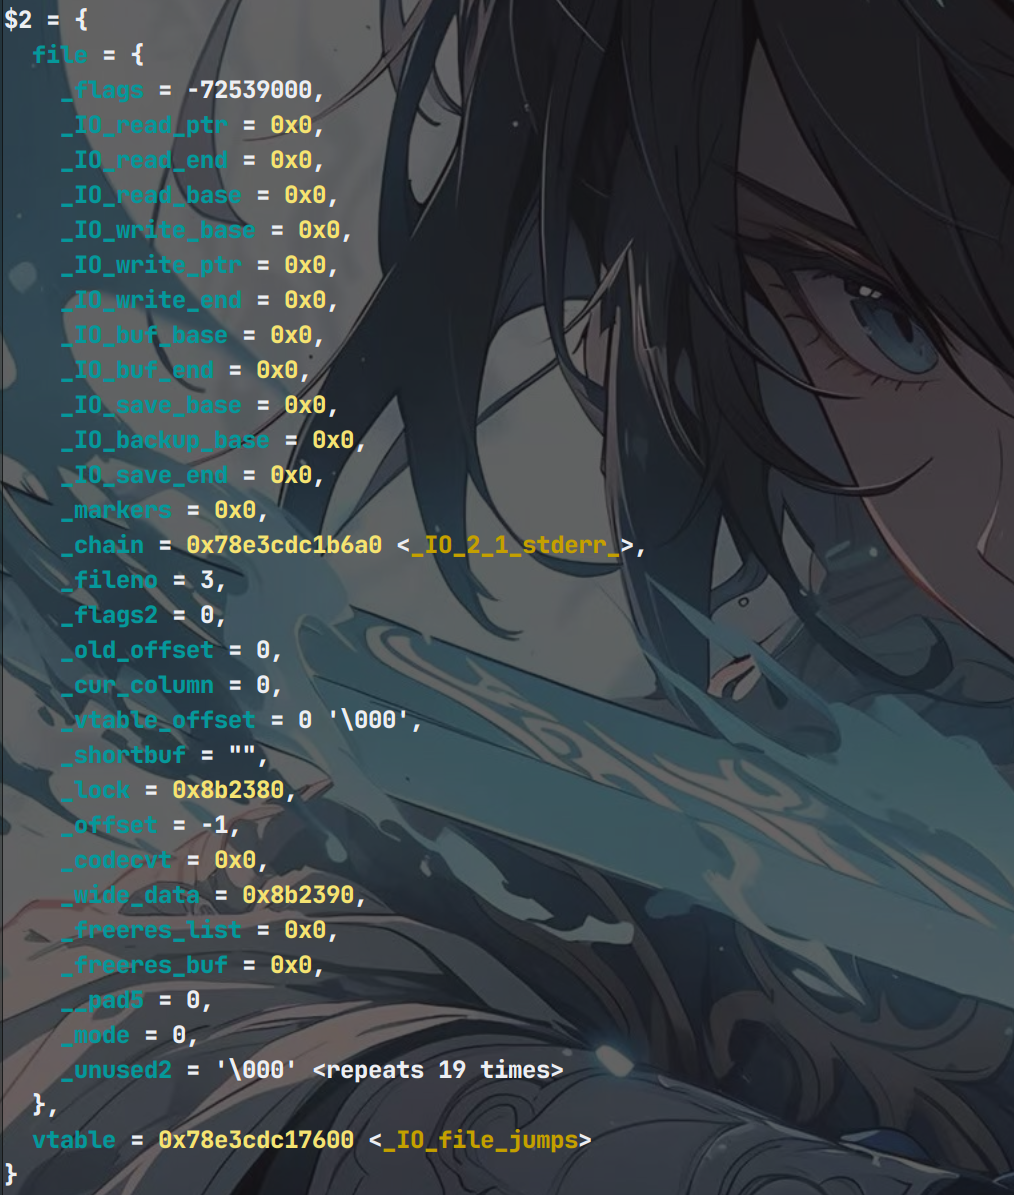 $2 = {
  file = {
    _flags = -72539000,
    _IO_read_ptr = 0x0,
    _IO_read_end = 0x0,
    _IO_read_base = 0x0,
    _IO_write_base = 0x0,
    _IO_write_ptr = 0x0,
    _IO_write_end = 0x0,
    _IO_buf_base = 0x0,
    _IO_buf_end = 0x0,
    _IO_save_base = 0x0,
    _IO_backup_base = 0x0,
    _IO_save_end = 0x0,
    _markers = 0x0,
    _chain = 0x78e3cdc1b6a0 <_IO_2_1_stderr_>,
    _fileno = 3,
    _flags2 = 0,
    _old_offset = 0,
    _cur_column = 0,
    _vtable_offset = 0 '\000',
    _shortbuf = "",
    _lock = 0x8b2380,
    _offset = -1,
    _codecvt = 0x0,
    _wide_data = 0x8b2390,
    _freeres_list = 0x0,
    _freeres_buf = 0x0,
    __pad5 = 0,
    _mode = 0,
    _unused2 = '\000' <repeats 19 times>
  },
  vtable = 0x78e3cdc17600 <_IO_file_jumps>
}